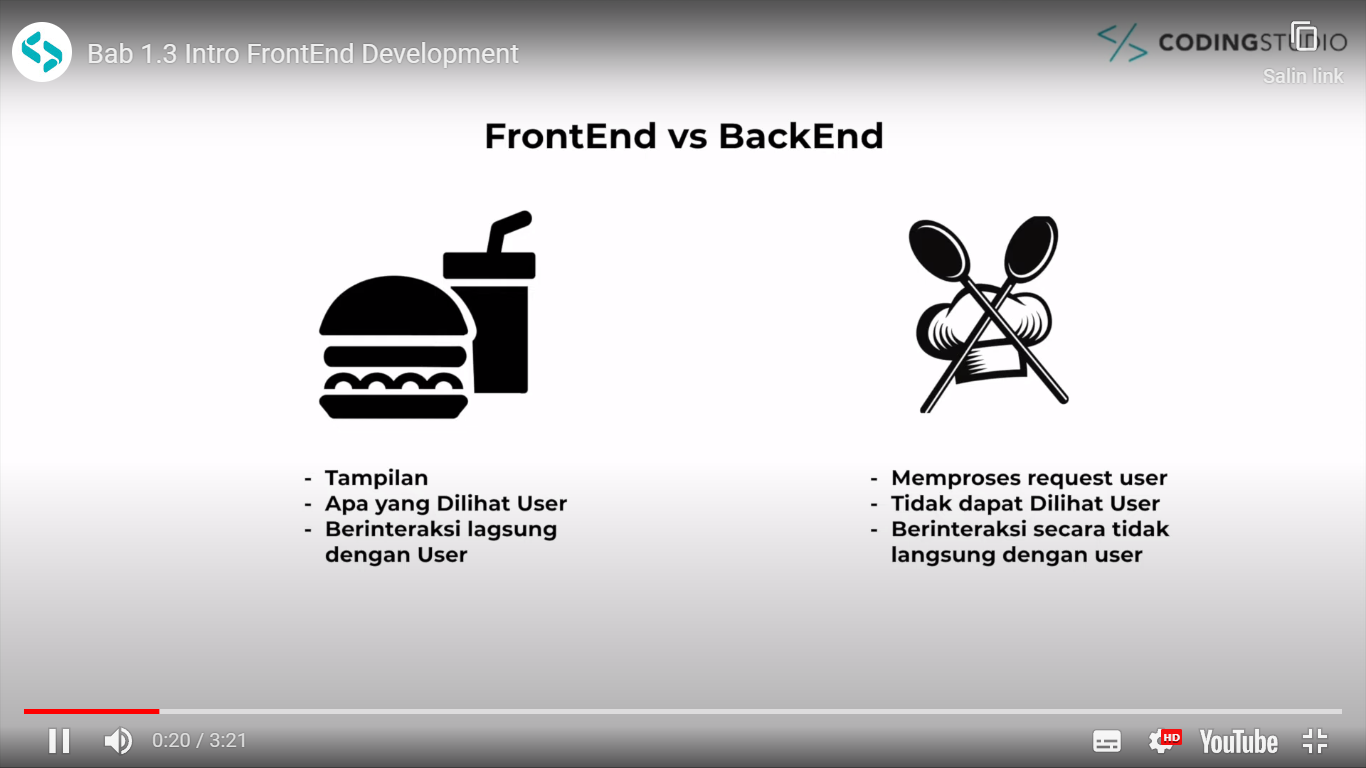 Bab 1.3 Intro FrontEnd Development
CODINGSTUDIO
Salin link
FrontEnd vs BackEnd
- Tampilan
- Apa yang Dilihat User
- Berinteraksi lagsung
dengan User
- Memproses request user
- Tidak dapat Dilihat User
- Berinteraksi secara tidak
langsung dengan user
0:20 / 3:21
HD
YouTube